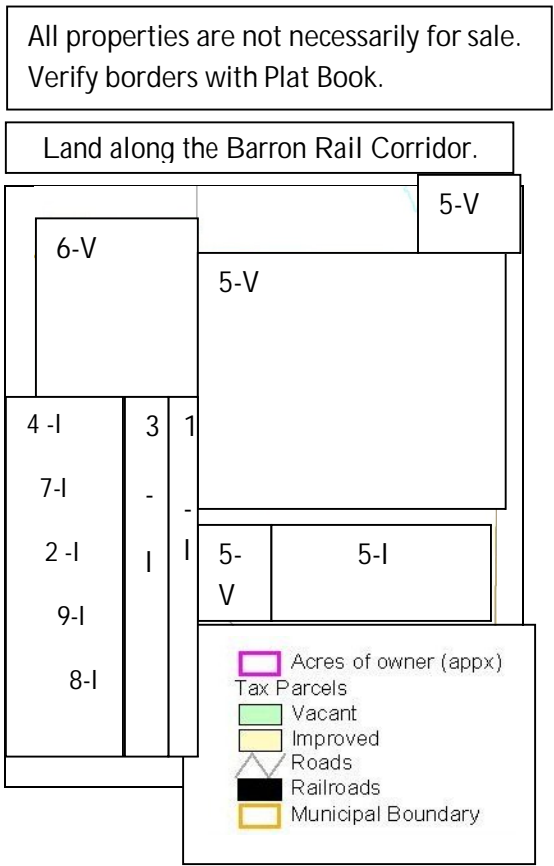 All properties are not necessarily for sale.
Verify borders with Plat Book.
Land along the Barron Rail Corridor.
5-V
6-V
5-V
4 -I
3
-
I
1
-
I
7-I
2 -I
9-I
8-I
5-
V
5-I
Acres of owner (appx)
Tax Parcels
Vacant
Improved
Roads
Railroads
Municipal Boundary